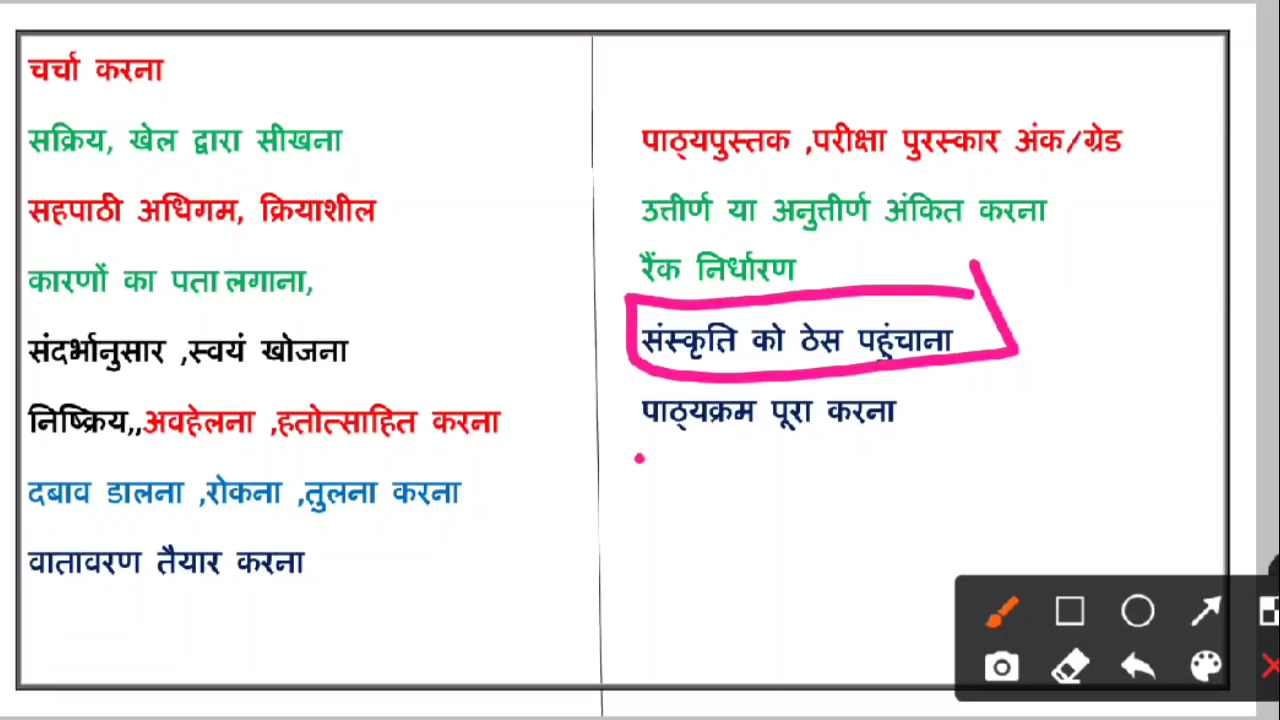 चर्चा करना
सक्रिय, खेल द्वारा सीखना
सहपाठी अधिगम, क्रियाशील
कारणों का पता लगाना,
संदर्भानुसार ,स्वयं खोजना
निष्क्रिय,,अवहेलना ,हतोत्साहित करना
दबाव डालना ,रोकना ,तुलना करना
वातावरण तैयार करना
पाठ्यपुस्तक ,परीक्षा पुरस्कार अंक/ग्रेड
उत्तीर्ण या अनुत्तीर्ण अंकित करना
रैंक निर्धारण
संस्कृति को ठेस पहुंचाना
पाठ्यक्रम पूरा करना